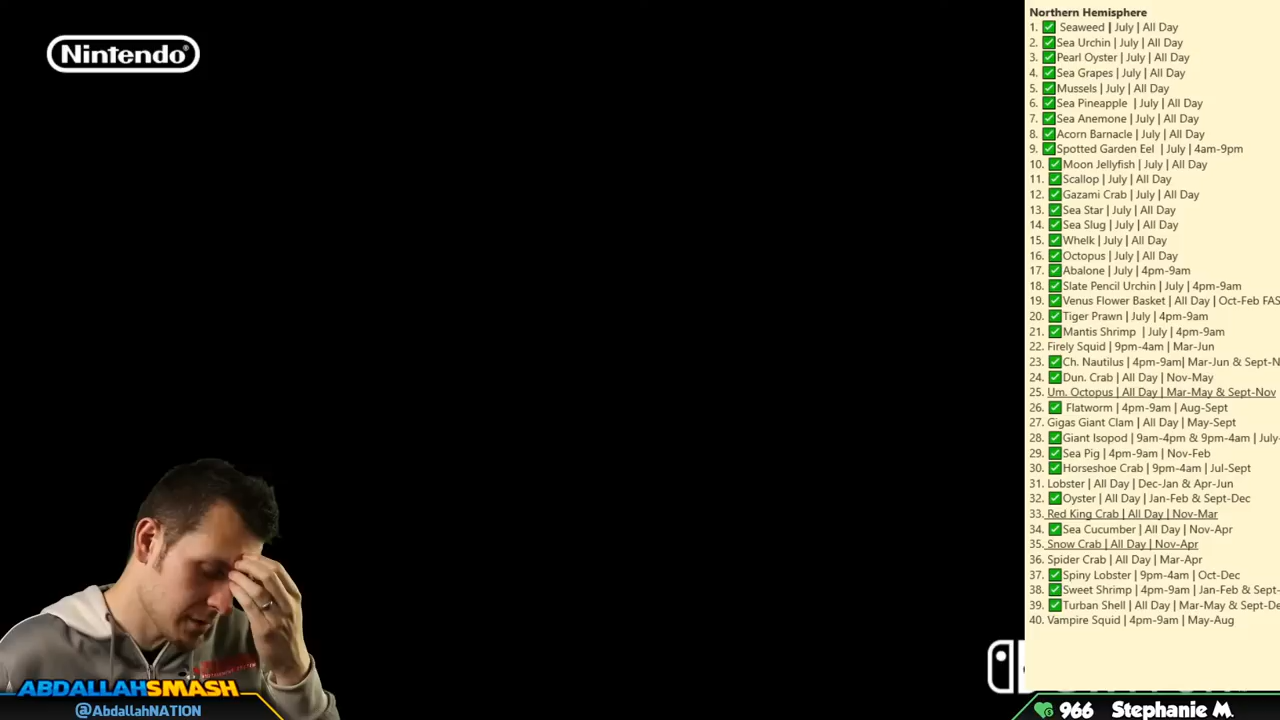 Nintendo®
Northern Hemisphere
1. ✅ Seaweed | July | All Day
2. ✅Sea Urchin | July | All Day
3. ✅Pearl Oyster | July | All Day
4. ✅Sea Grapes | July | All Day
5. ✅Mussels | July | All Day
6. ✅Sea Pineapple | July | All Day
7. ✅Sea Anemone | July | All Day
8. ✅Acorn Barnacle | July | All Day
9. ✅Spotted Garden Eel | July | 4am-9pm
10. ✅Moon Jellyfish | July | All Day
11. ✅Scallop | July | All Day
12. ✅Gazami Crab | July | All Day
13. ✅Sea Star | July | All Day
14. ✅Sea Slug | July | All Day
15. ✅Whelk | July | All Day
16. ✅Octopus | July | All Day
17. ✅Abalone | July | 4pm-9am
18. ✅Slate Pencil Urchin | July | 4pm-9am
19. ✅Venus Flower Basket | All Day | Oct-Feb FAS
20. ✅Tiger Prawn | July | 4pm-9am
21. ✅Mantis Shrimp | July | 4pm-9am
22. Firely Squid | 9pm-4am | Mar-Jun
23. ✅Ch. Nautilus | 4pm-9am| Mar-Jun & Sept-N
24. ✅Dun. Crab | All Day | Nov-May
25. Um. Octopus | All Day | Mar-May & Sept-Nov
26. ✅ Flatworm | 4pm-9am | Aug-Sept
27. Gigas Giant Clam | All Day | May-Sept
28. ✅Giant Isopod | 9am-4pm & 9pm-4am | July-
29. ✅Sea Pig | 4pm-9am | Nov-Feb
30. ✅Horseshoe Crab | 9pm-4am | Jul-Sept
31. Lobster | All Day | Dec-Jan & Apr-Jun
32. ✅Oyster | All Day | Jan-Feb & Sept-Dec
33. Red King Crab | All Day | Nov-Mar
34. ✅Sea Cucumber | All Day | Nov-Apr
35. Snow Crab | All Day | Nov-Apr
36. Spider Crab | All Day | Mar-Apr
37. ✅Spiny Lobster | 9pm-4am | Oct-Dec
38. ✅Sweet Shrimp | 4pm-9am | Jan-Feb & Sept-
39. ✅Turban Shell | All Day | Mar-May & Sept-De
40. Vampire Squid | 4pm-9am | May-Aug
ABDALLAHSMASH
@AbdallahNATION
966 Stephanie M.